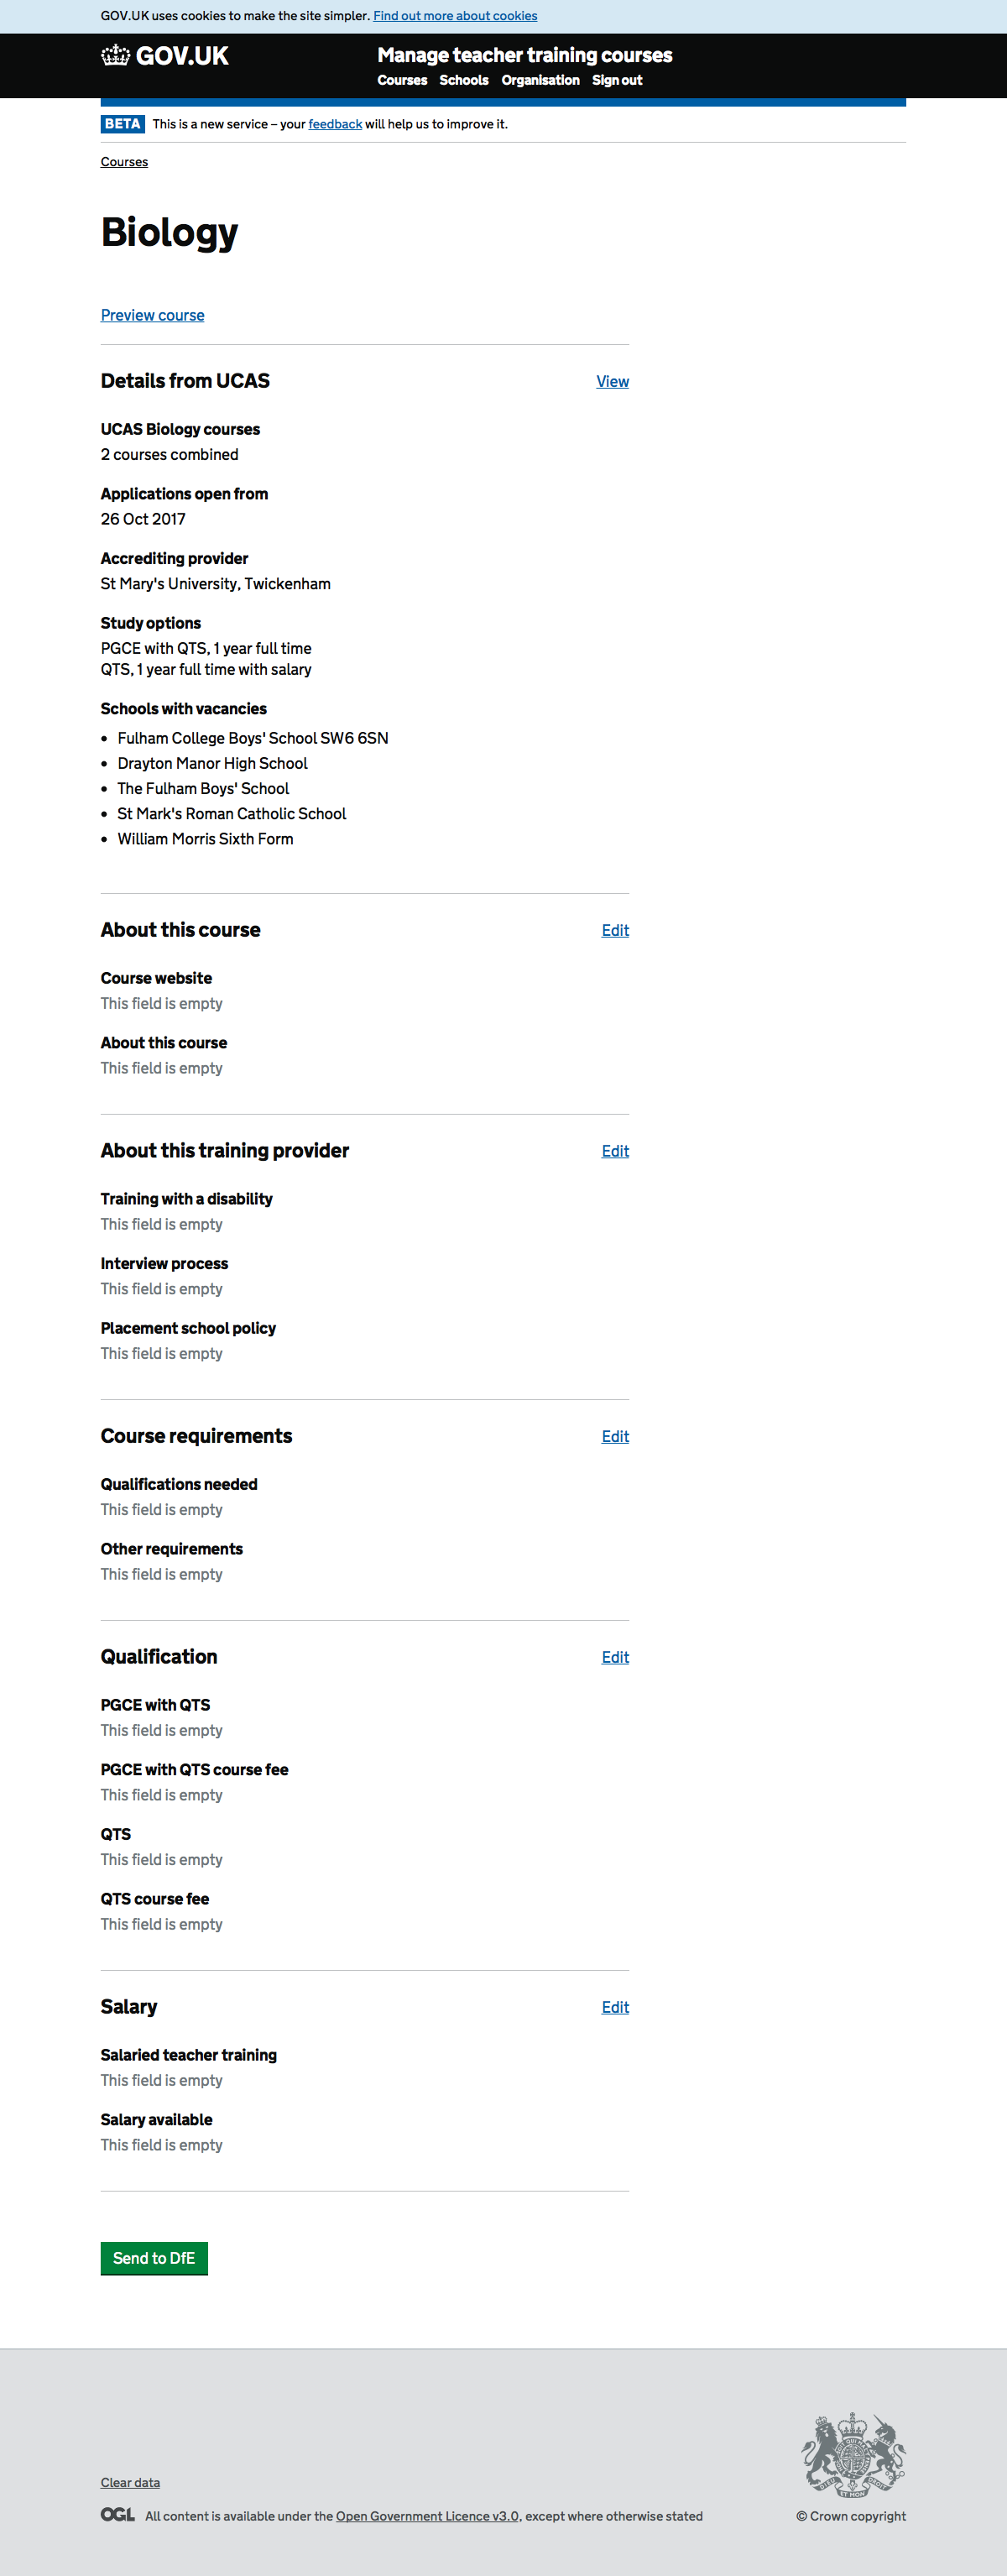 GOV.UK uses cookies to make the site simpler. Find out more about cookies
GOV.UK
Manage teacher training courses
Courses Schools Organisation Sign out
BETA This is a new service – your feedback will help us to improve it.
Courses
Biology
Preview course
Details from UCAS View
UCAS Biology courses
2 courses combined
Applications open from
26 Oct 2017
Accrediting provider
St Mary's University, Twickenham
Study options
PGCE with QTS, 1 year full time
QTS, 1 year full time with salary
Schools with vacancies
• Fulham College Boys' School SW6 6SN
• Drayton Manor High School
• The Fulham Boys' School
• St Mark's Roman Catholic School
• William Morris Sixth Form
About this course Edit
Course website
This field is empty
About this course
This field is empty
About this training provider Edit
Training with a disability
This field is empty
Interview process
This field is empty
Placement school policy
This field is empty
Course requirements Edit
Qualifications needed
This field is empty
Other requirements
This field is empty
Qualification Edit
PGCE with QTS
This field is empty
PGCE with QTS course fee
This field is empty
QTS
This field is empty
QTS course fee
This field is empty
Salary Edit
Salaried teacher training
This field is empty
Salary available
This field is empty
Send to DfE
Clear data
OGL All content is available under the Open Government Licence v3.0, except where otherwise stated
© Crown copyright